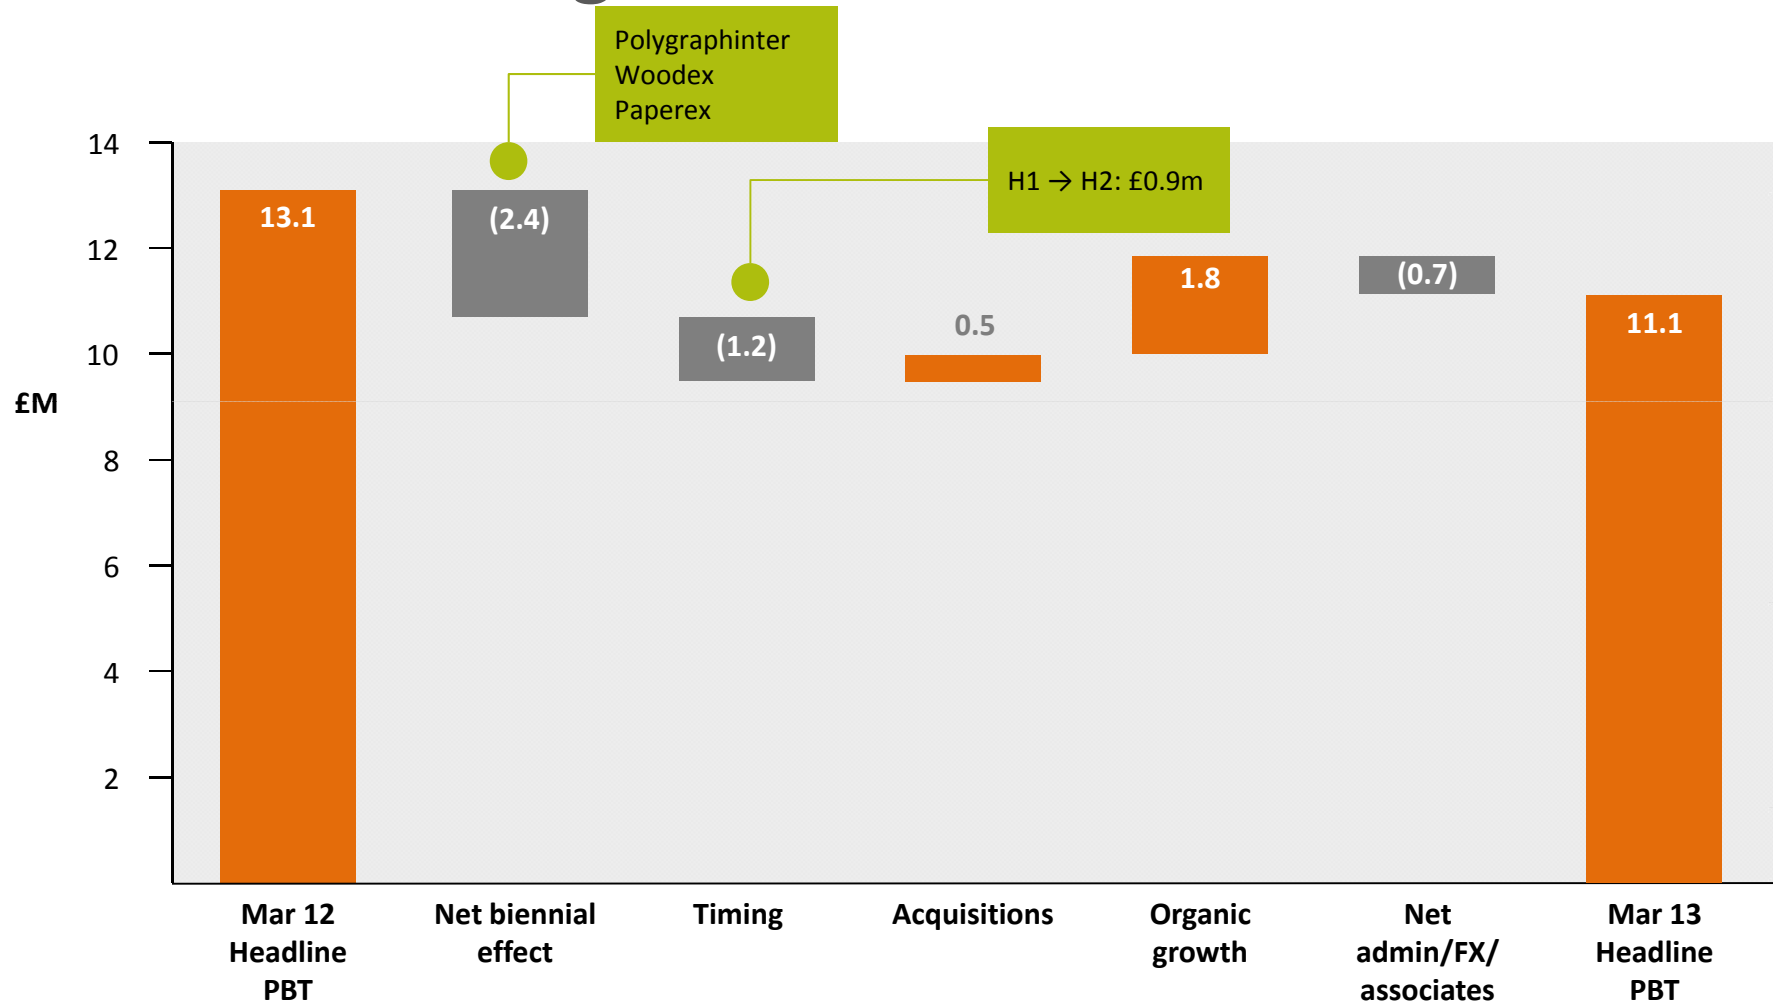 Polygraphinter
Woodex
Paperex
H1 → H2: £0.9m
14
12
10
8
6
4
2
£M
13.1
(2.4)
(1.2)
0.5
1.8
(0.7)
11.1
Mar 12
Headline
PBT
Net biennial
effect
Timing
Acquisitions
Organic
growth
Net
admin/FX/
associates
Mar 13
Headline
PBT